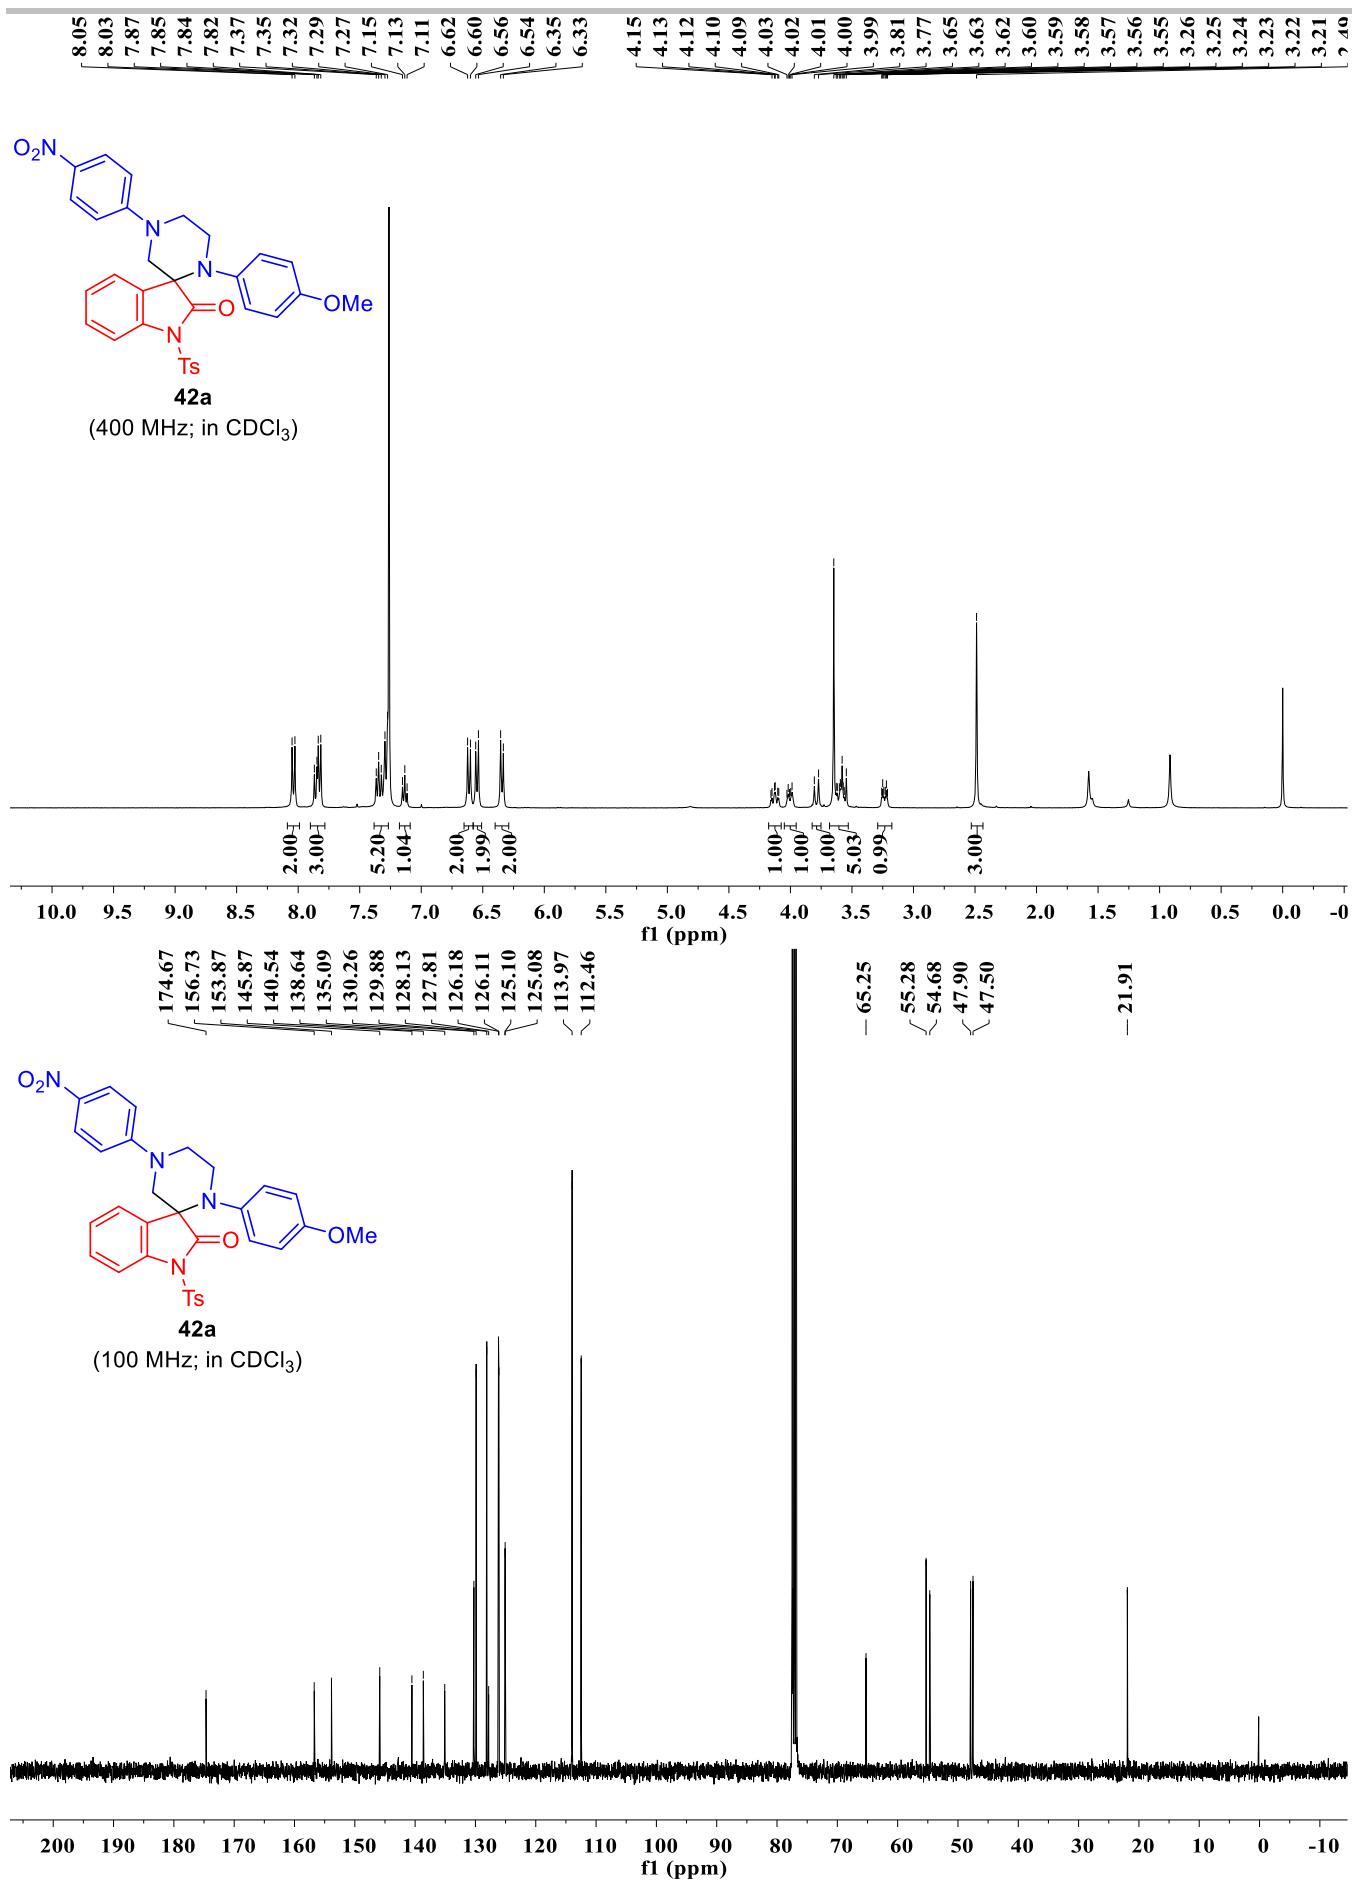 8.05 8.03 7.87 7.85 7.84 7.82 7.37 7.35 7.32 7.29 7.27 7.15 7.13 7.11 6.62 6.60 6.56 6.54 6.35 6.33 4.15 4.13 4.12 4.10 4.09 4.03 4.02 4.01 4.00 3.99 3.81 3.77 3.65 3.63 3.62 3.60 3.59 3.58 3.57 3.56 3.55 3.26 3.25 3.24 3.23 3.22 3.21 2.49
O2N
N
N
OMe
O
N
Ts
42a
(400 MHz; in CDCl3)
2.00 3.00 5.20 1.04 2.00 1.99 2.00 1.00 1.00 1.00 5.03 0.99 3.00
10.0 9.5 9.0 8.5 8.0 7.5 7.0 6.5 6.0 5.5 5.0 4.5 4.0 3.5 3.0 2.5 2.0 1.5 1.0 0.5 0.0 -0
f1 (ppm)
174.67 156.73 153.87 145.87 140.54 138.64 135.09 130.26 129.88 128.13 127.81 126.18 126.11 125.10 125.08 113.97 112.46 65.25 55.28 54.68 47.90 47.50 21.91
O2N
N
N
OMe
O
N
Ts
42a
(100 MHz; in CDCl3)
200 190 180 170 160 150 140 130 120 110 100 90 80 70 60 50 40 30 20 10 0 -10
f1 (ppm)